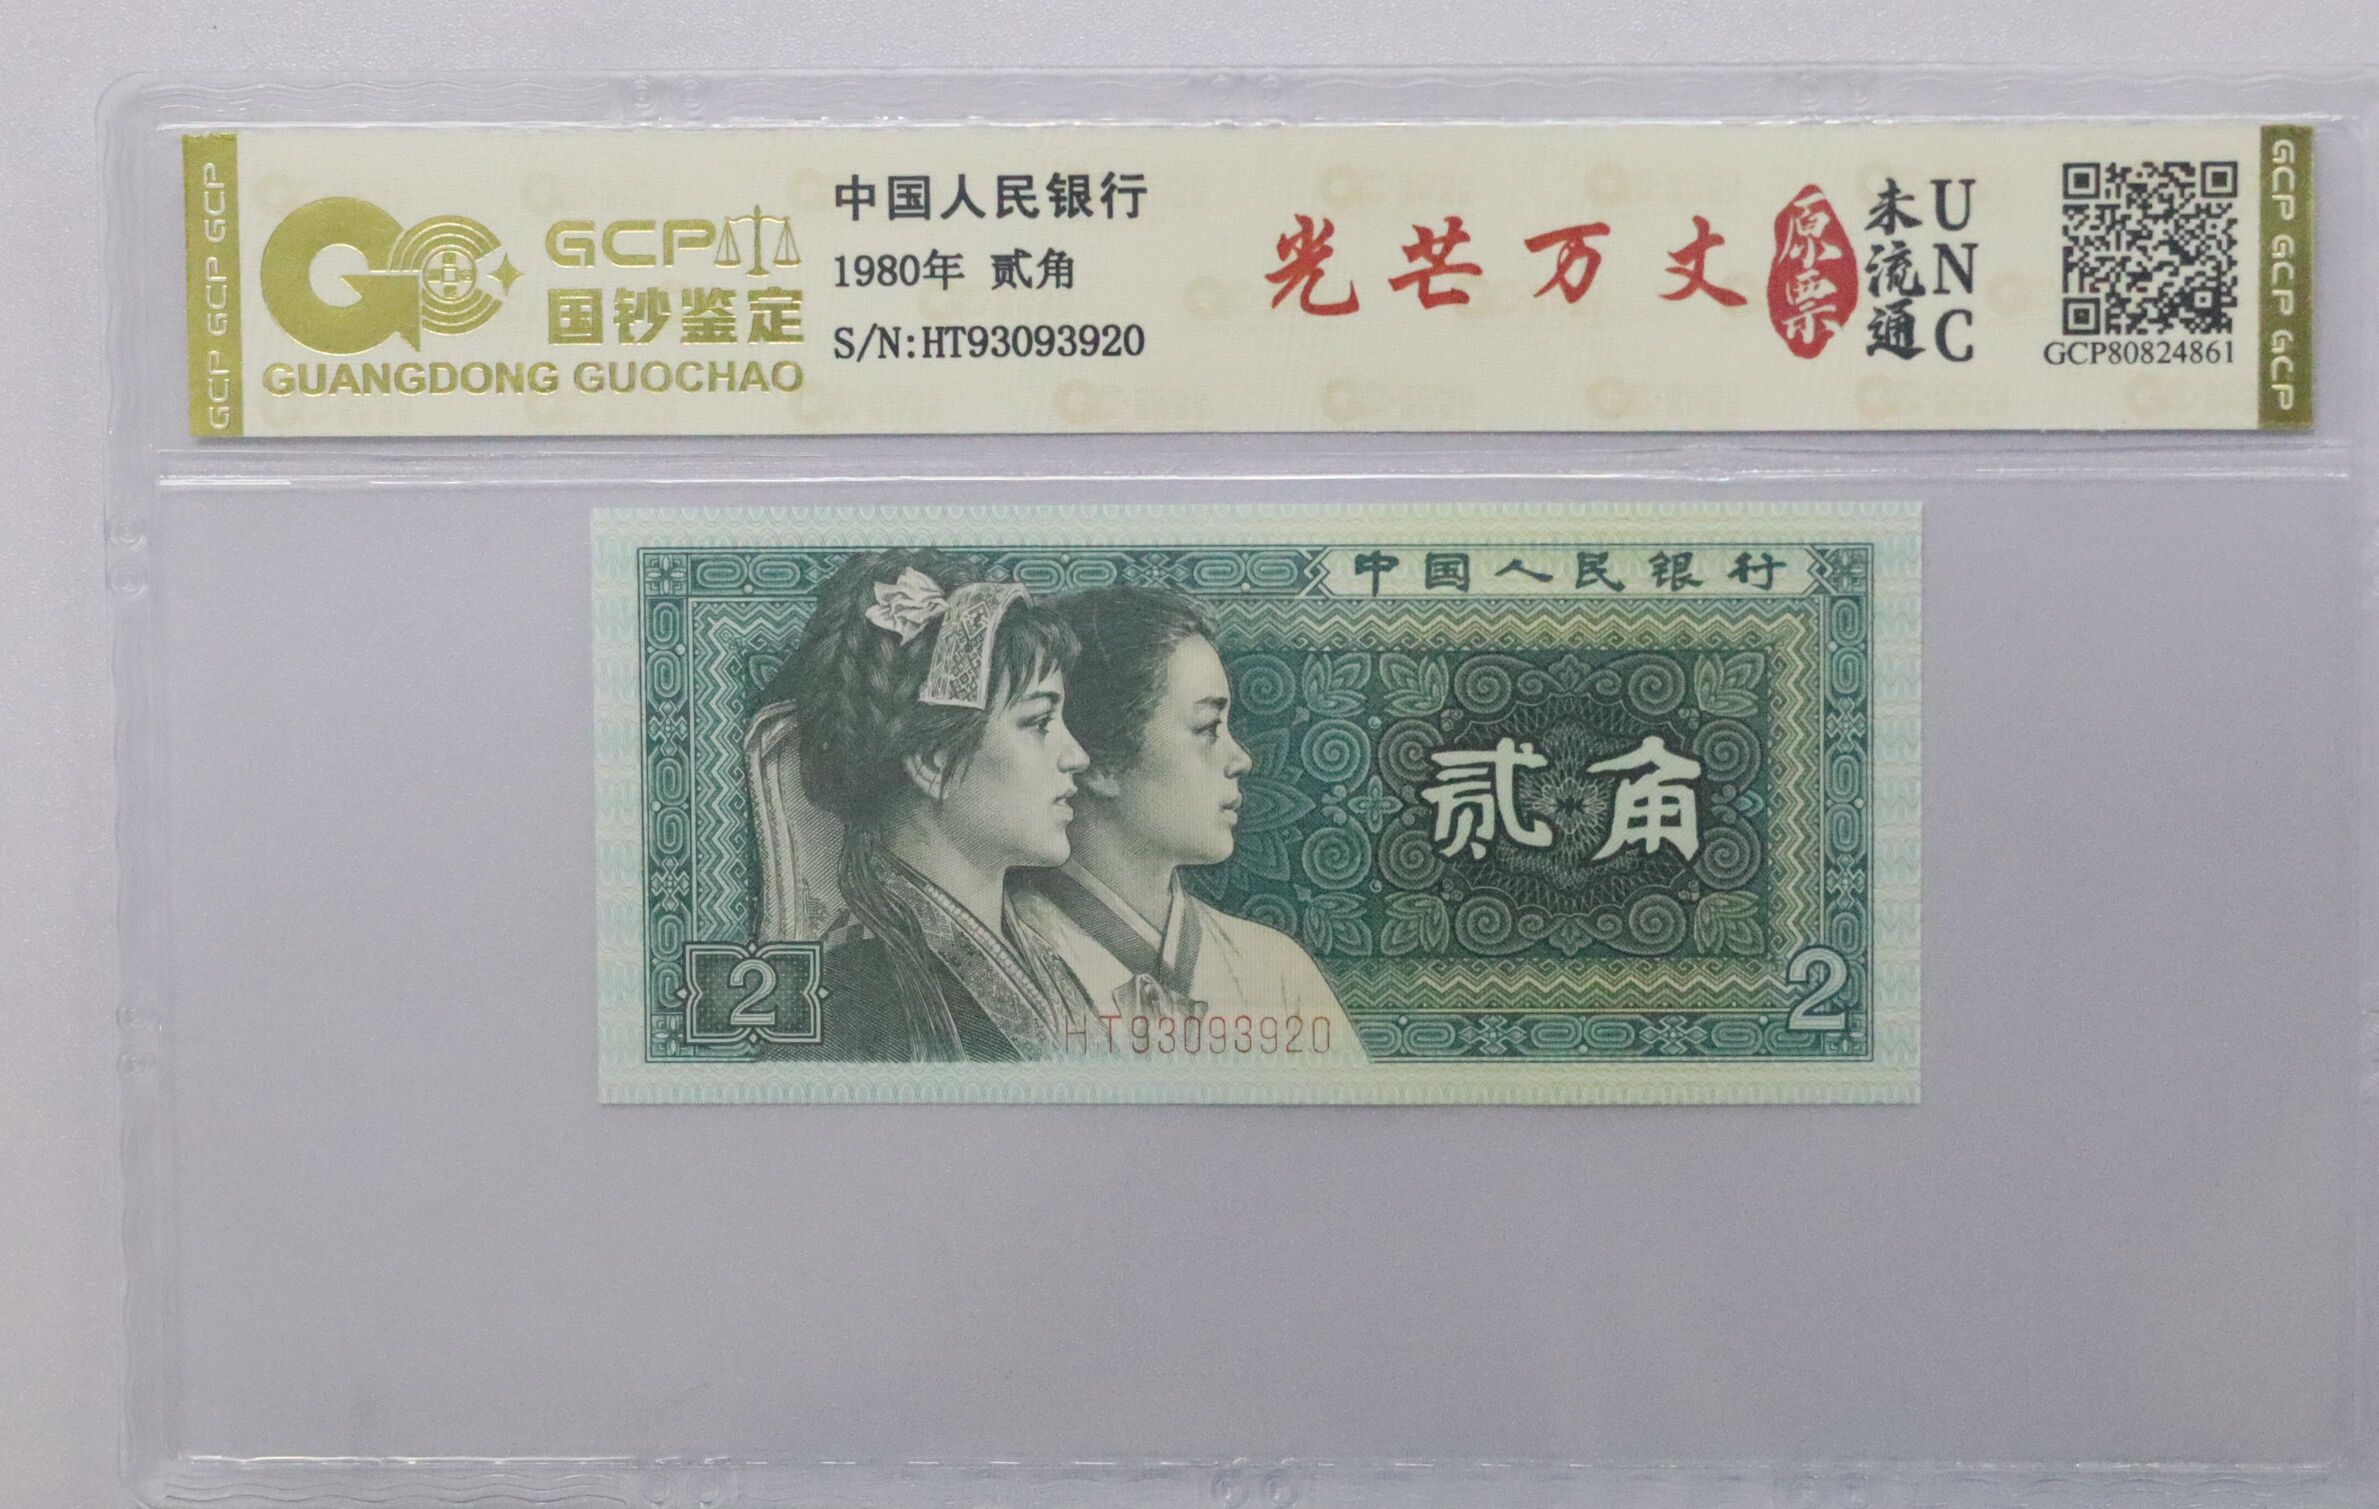 GCP GCP GCP
GCP
国钞鉴定
GUANGDONG GUOCHAO
中国人民银行
1980年 贰角
S/N:HT93093920
光芒万丈
原票
未流通
UNC
GCP80824861
GCP GCP GCP
中国人民银行
贰角
2
2
HT93093920